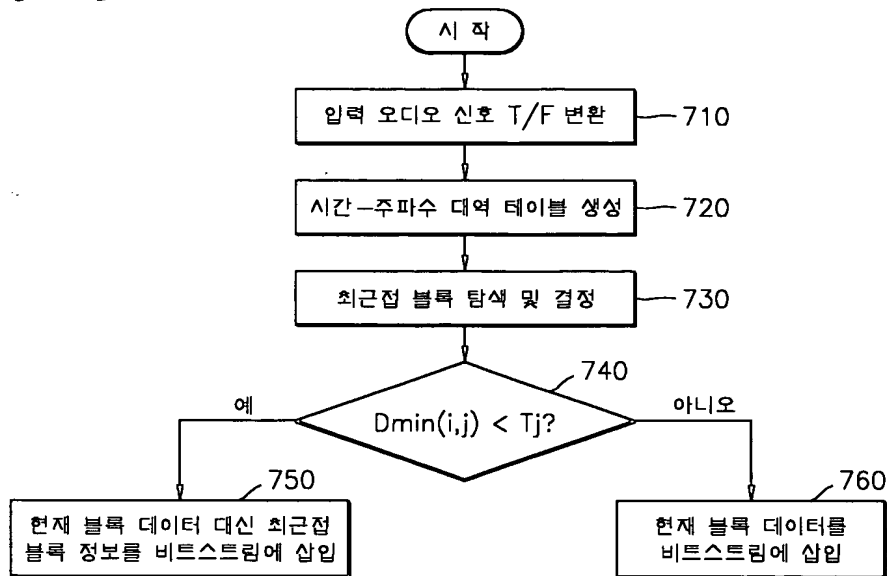 시 작
입력 오디오 신호 T/F 변환
710
시간-주파수 대역 테이블 생성
720
최근접 블록 탐색 및 결정
730
740
Dmin(i,j) < Tj?
예
아니오
750
현재 블록 데이터 대신 최근접
블록 정보를 비트스트림에 삽입
760
현재 블록 데이터를
비트스트림에 삽입